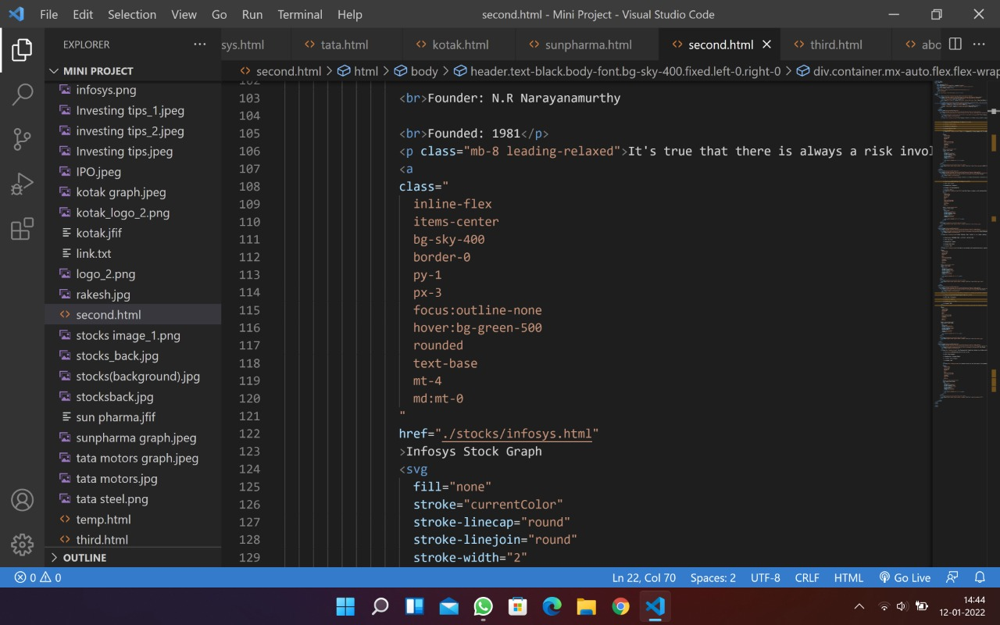 File Edit Selection View Go Run Terminal Help
second.html - Mini Project - Visual Studio Code
EXPLORER
sys.html tata.html kotak.html sunpharma.html second.html third.html abo
MINI PROJECT
second.html > html > body > header.text-black.body-font.bg-sky-400.fixed.left-0.right-0 > div.container.mx-auto.flex.flex-wrap
infosys.png
Investing tips_1.jpeg
investing tips_2.jpeg
Investing tips.jpeg
IPO.jpeg
kotak graph.jpeg
kotak_logo_2.png
kotak.jfif
link.txt
logo_2.png
rakesh.jpg
second.html
stocks image_1.png
stocks_back.jpg
stocks(background).jpg
stocksback.jpg
sun pharma.jfif
sunpharma graph.jpeg
tata motors graph.jpeg
tata motors.jpg
tata steel.png
temp.html
third.html
OUTLINE
102
103 <br>Founder: N.R Narayanamurthy
104
105 <br>Founded: 1981</p>
106 <p class="mb-8 leading-relaxed">It's true that there is always a risk invol
107 <a
108 class="
109 inline-flex
110 items-center
111 bg-sky-400
112 border-0
113 py-1
114 px-3
115 focus:outline-none
116 hover:bg-green-500
117 rounded
118 text-base
119 mt-4
120 md:mt-0
121 "
122 href="./stocks/infosys.html"
123 >Infosys Stock Graph
124 <svg
125 fill="none"
126 stroke="currentColor"
127 stroke-linecap="round"
128 stroke-linejoin="round"
129 stroke-width="2"
0 0 Ln 22, Col 70 Spaces: 2 UTF-8 CRLF HTML Go Live
14:44
12-01-2022